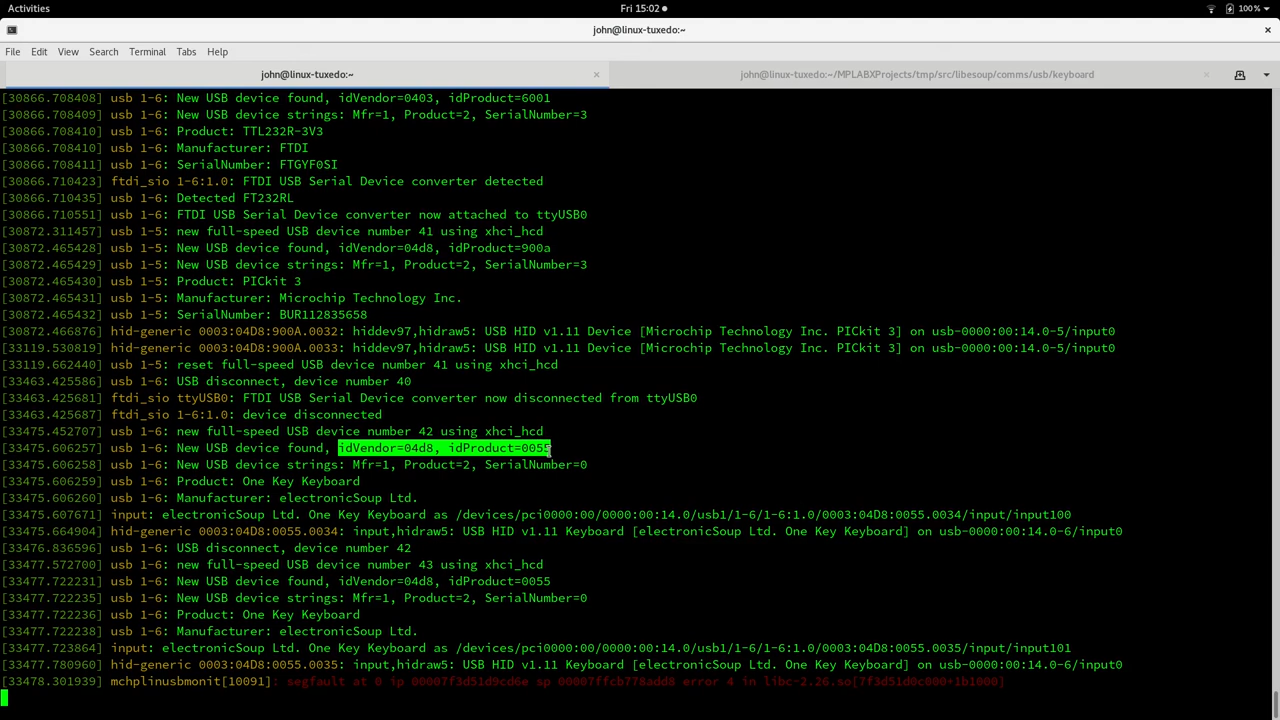 Activities
Fri 15:02
100%
john@linux-tuxedo:~
File Edit View Search Terminal Tabs Help
john@linux-tuxedo:~ john@linux-tuxedo:~/MPLABXProjects/tmp/src/libesoup/comms/usb/keyboard
[30866.708408] usb 1-6: New USB device found, idVendor=0403, idProduct=6001
[30866.708409] usb 1-6: New USB device strings: Mfr=1, Product=2, SerialNumber=3
[30866.708410] usb 1-6: Product: TTL232R-3V3
[30866.708410] usb 1-6: Manufacturer: FTDI
[30866.708411] usb 1-6: SerialNumber: FTGYF0SI
[30866.710423] ftdi_sio 1-6:1.0: FTDI USB Serial Device converter detected
[30866.710435] usb 1-6: Detected FT232RL
[30866.710551] usb 1-6: FTDI USB Serial Device converter now attached to ttyUSB0
[30872.311457] usb 1-5: new full-speed USB device number 41 using xhci_hcd
[30872.465428] usb 1-5: New USB device found, idVendor=04d8, idProduct=900a
[30872.465429] usb 1-5: New USB device strings: Mfr=1, Product=2, SerialNumber=3
[30872.465430] usb 1-5: Product: PICkit 3
[30872.465431] usb 1-5: Manufacturer: Microchip Technology Inc.
[30872.465432] usb 1-5: SerialNumber: BUR112835658
[30872.466876] hid-generic 0003:04D8:900A.0032: hiddev97,hidraw5: USB HID v1.11 Device [Microchip Technology Inc. PICkit 3] on usb-0000:00:14.0-5/input0
[33119.530819] hid-generic 0003:04D8:900A.0033: hiddev97,hidraw5: USB HID v1.11 Device [Microchip Technology Inc. PICkit 3] on usb-0000:00:14.0-5/input0
[33119.662440] usb 1-5: reset full-speed USB device number 41 using xhci_hcd
[33463.425586] usb 1-6: USB disconnect, device number 40
[33463.425681] ftdi_sio ttyUSB0: FTDI USB Serial Device converter now disconnected from ttyUSB0
[33463.425687] ftdi_sio 1-6:1.0: device disconnected
[33475.452707] usb 1-6: new full-speed USB device number 42 using xhci_hcd
[33475.606257] usb 1-6: New USB device found, idVendor=04d8, idProduct=0055
[33475.606258] usb 1-6: New USB device strings: Mfr=1, Product=2, SerialNumber=0
[33475.606259] usb 1-6: Product: One Key Keyboard
[33475.606260] usb 1-6: Manufacturer: electronicSoup Ltd.
[33475.607671] input: electronicSoup Ltd. One Key Keyboard as /devices/pci0000:00/0000:00:14.0/usb1/1-6/1-6:1.0/0003:04D8:0055.0034/input/input100
[33475.664904] hid-generic 0003:04D8:0055.0034: input,hidraw5: USB HID v1.11 Keyboard [electronicSoup Ltd. One Key Keyboard] on usb-0000:00:14.0-6/input0
[33476.836596] usb 1-6: USB disconnect, device number 42
[33477.572700] usb 1-6: new full-speed USB device number 43 using xhci_hcd
[33477.722231] usb 1-6: New USB device found, idVendor=04d8, idProduct=0055
[33477.722235] usb 1-6: New USB device strings: Mfr=1, Product=2, SerialNumber=0
[33477.722236] usb 1-6: Product: One Key Keyboard
[33477.722238] usb 1-6: Manufacturer: electronicSoup Ltd.
[33477.723864] input: electronicSoup Ltd. One Key Keyboard as /devices/pci0000:00/0000:00:14.0/usb1/1-6/1-6:1.0/0003:04D8:0055.0035/input/input101
[33477.780960] hid-generic 0003:04D8:0055.0035: input,hidraw5: USB HID v1.11 Keyboard [electronicSoup Ltd. One Key Keyboard] on usb-0000:00:14.0-6/input0
[33478.301939] mchplinusbmonit[10091]: segfault at 0 ip 00007f3d51d9cd6e sp 00007ffcb778add8 error 4 in libc-2.26.so[7f3d51d0c000+1b1000]